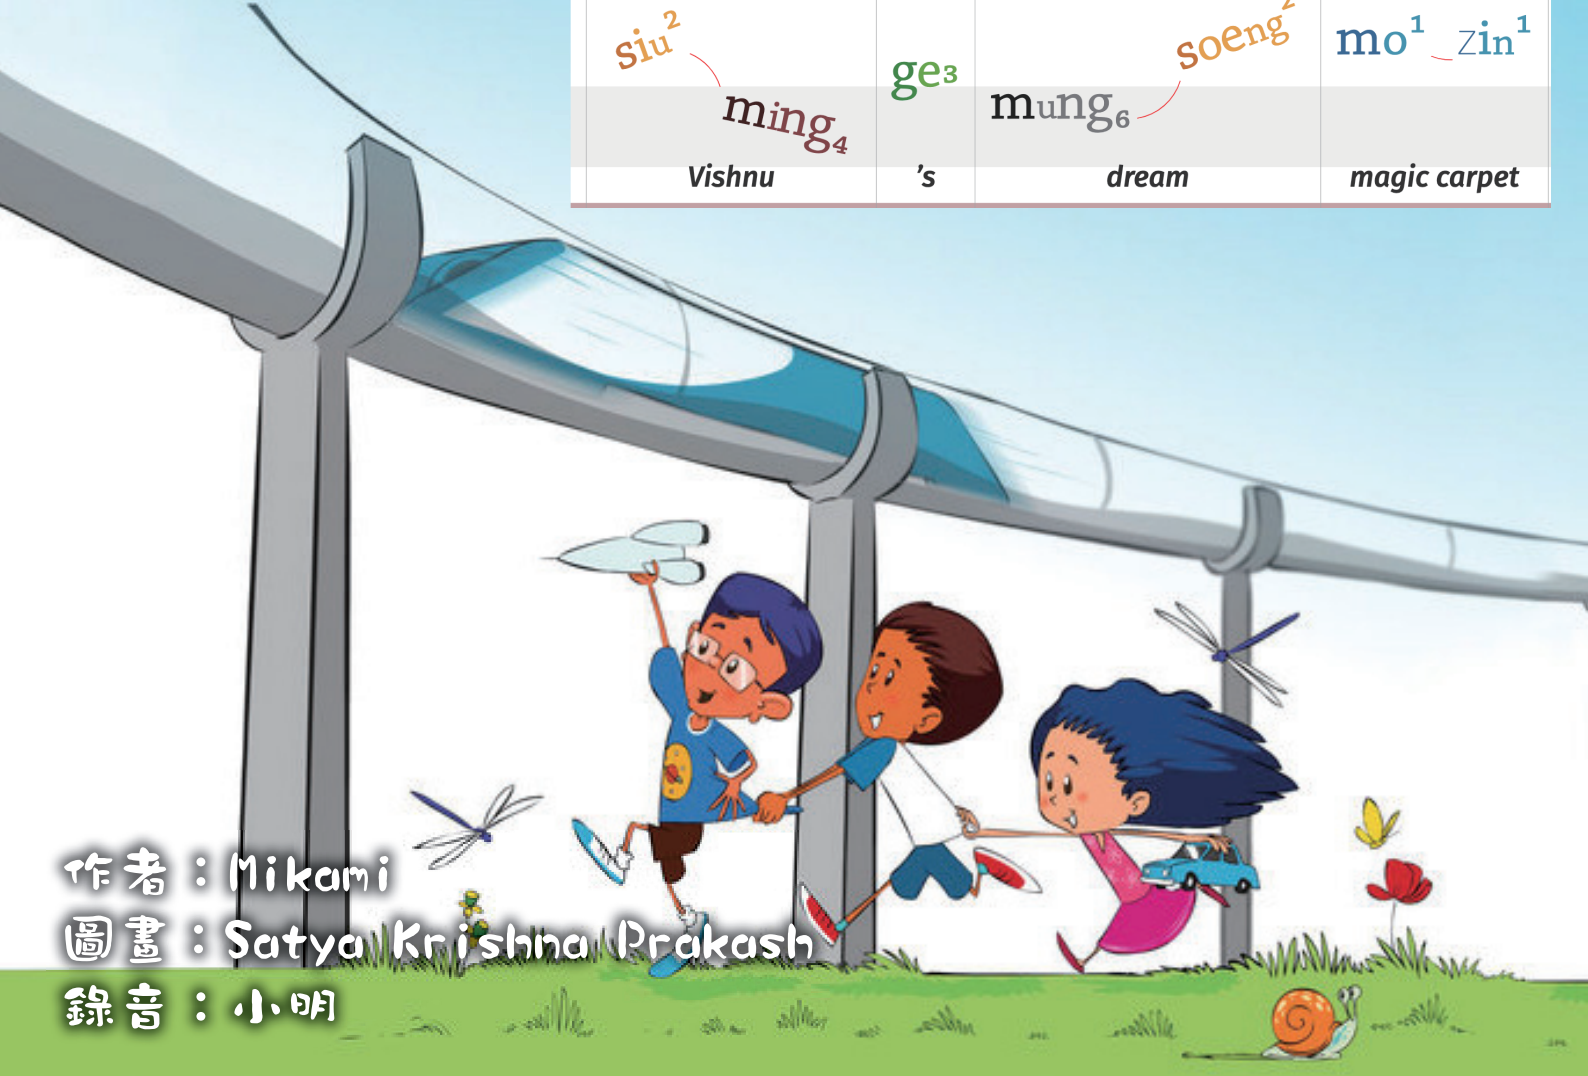 siu² ming₄ ge₃ mung₆ soeng² mo¹ zin¹
Vishnu 's dream magic carpet
作者：Mikami
圖畫：Satya Krishna Prakash
錄音：小明